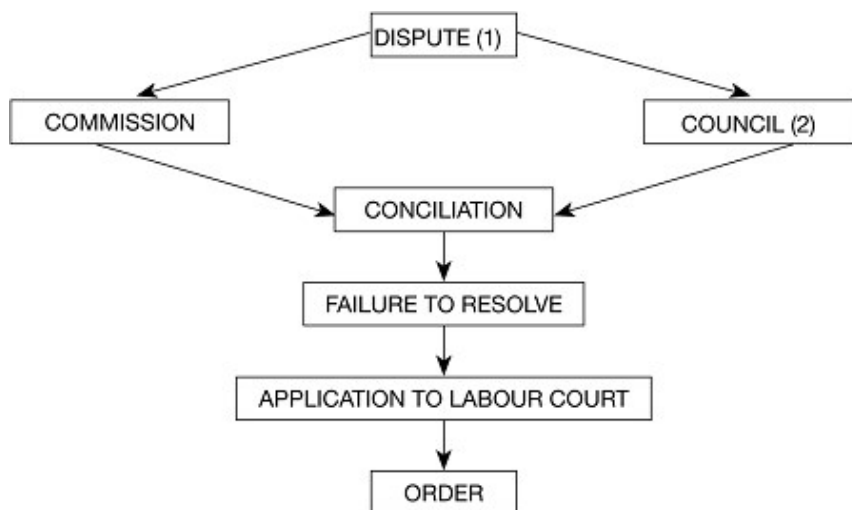 DISPUTE (1)
COMMISSION
COUNCIL (2)
CONCILIATION
FAILURE TO RESOLVE
APPLICATION TO LABOUR COURT
ORDER